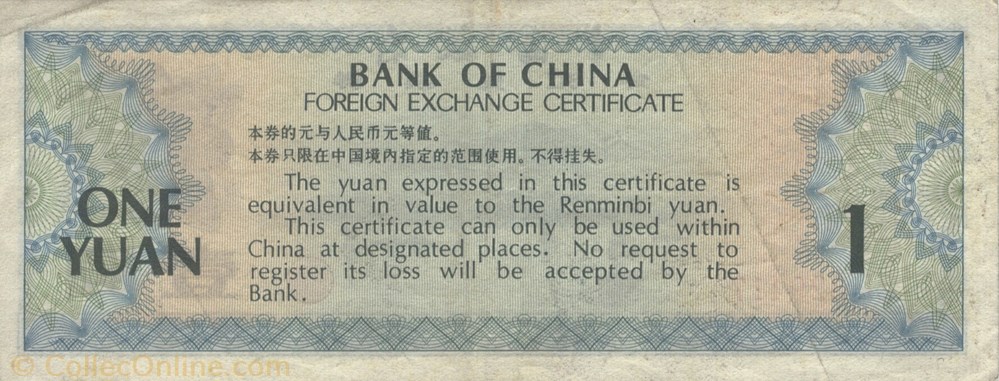 BANK OF CHINA
FOREIGN EXCHANGE CERTIFICATE
本券的元与人民币元等值。
本券只限在中国境内指定的范围使用。不得挂失。
The yuan expressed in this certificate is
equivalent in value to the Renminbi yuan.
This certificate can only be used within
China at designated places. No request to
register its loss will be accepted by the
Bank.
ONE
YUAN
1
© CollecOnline.com